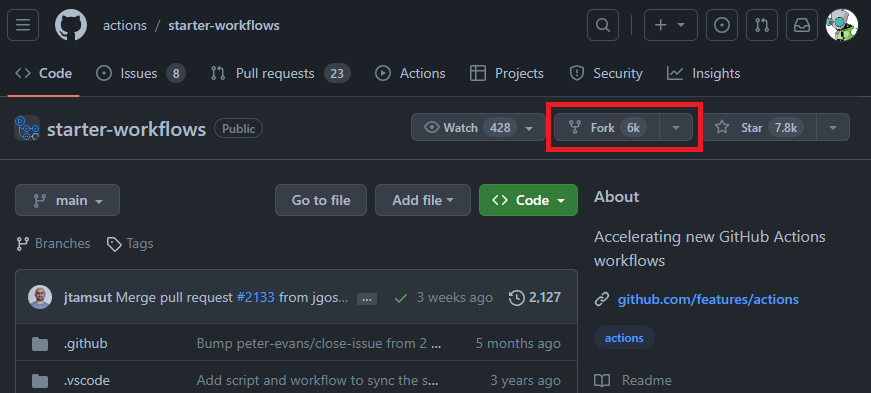 actions / starter-workflows
Code Issues 8 Pull requests 23 Actions Projects Security Insights
starter-workflows Public Watch 428 Fork 6k Star 7.8k
main Go to file Add file Code
Branches Tags
jtamsut Merge pull request #2133 from jgos... ... 3 weeks ago 2,127
.github Bump peter-evans/close-issue from 2 ... 5 months ago
.vscode Add script and workflow to sync the s... 3 years ago
About
Accelerating new GitHub Actions
workflows
github.com/features/actions
actions
Readme